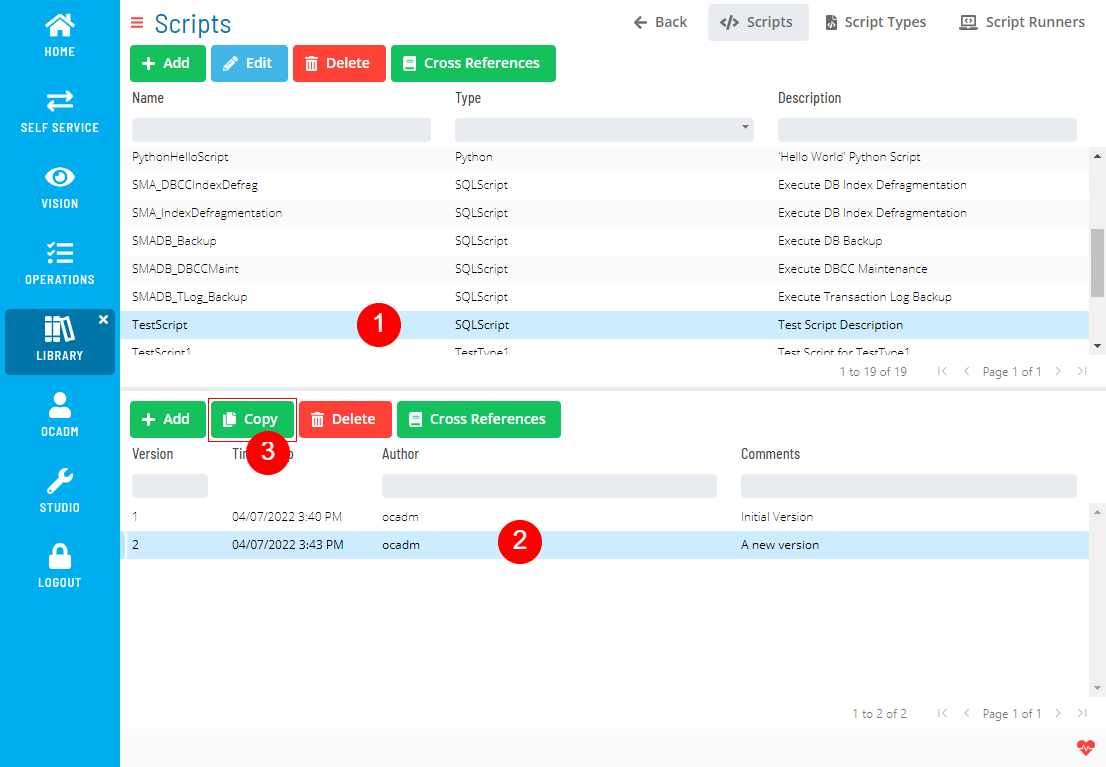 HOME
SELF SERVICE
VISION
OPERATIONS
LIBRARY
OCADM
STUDIO
LOGOUT
Scripts
Back Scripts Script Types Script Runners
Add Edit Delete Cross References
Name Type Description
PythonHelloScript Python 'Hello World' Python Script
SMA_DBCCIndexDefrag SQLScript Execute DB Index Defragmentation
SMA_IndexDefragmentation SQLScript Execute DB Index Defragmentation
SMADB_Backup SQLScript Execute DB Backup
SMADB_DBCCMaint SQLScript Execute DBCC Maintenance
SMADB_TLog_Backup SQLScript Execute Transaction Log Backup
TestScript 1 SQLScript Test Script Description
TestScript1 TestType1 Test Script for TestType1
1 to 19 of 19 Page 1 of 1
Add Copy Delete Cross References
3
Version Author Comments
1 04/07/2022 3:40 PM ocadm Initial Version
2 04/07/2022 3:43 PM ocadm 2 A new version
1 to 2 of 2 Page 1 of 1